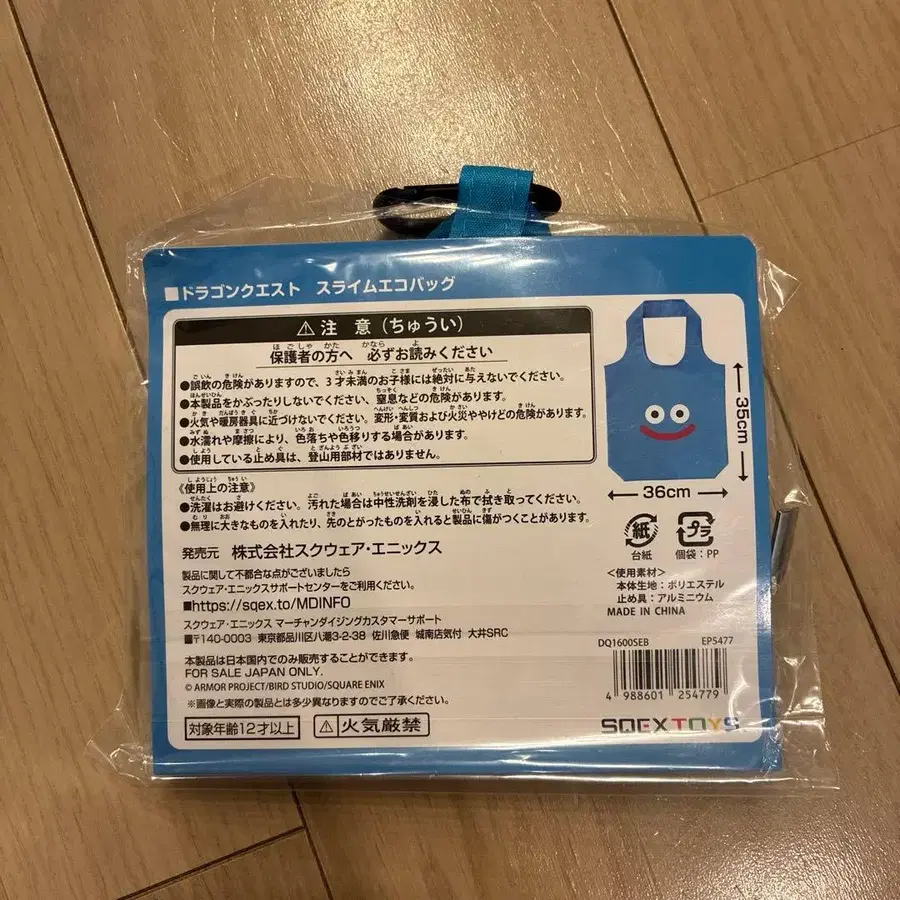 ■ドラゴンクエスト スライムエコバッグ
⚠注 意(ちゅうい)
保護者の方へ 必ずお読みください
●誤飲の危険がありますので、3才未満のお子様には絶対に与えないでください。
●本製品をかぶったりしないでください。窒息などの危険があります。
●火気や暖房器具に近づけないでください。変形・変質および火災ややけどの危険があります。
●水濡れや摩擦により、色落ちや色移りする場合があります。
●使用している止め具は、登山用部材ではありません。
《使用上の注意》
●洗濯はお避けください。汚れた場合は中性洗剤を浸した布で拭き取ってください。
●無理に大きなものを入れたり、先のとがったものを入れると製品に傷がつくことがあります。
発売元 株式会社スクウェア・エニックス
製品に関して不都合な点がございましたら
スクウェア・エニックスサポートセンターをご利用ください。
■https://sqex.to/MDINFO
スクウェア・エニックス マーチャンダイジングカスタマーサポート
■〒140-0003 東京都品川区八潮3-2-38 佐川急便 城南店気付 大井SRC
本製品は日本国内でのみ販売することができます。
FOR SALE JAPAN ONLY.
© ARMOR PROJECT/BIRD STUDIO/SQUARE ENIX
※画像と実際の製品とは多少異なりますのでご了承ください。
対象年齢12才以上
⚠火気厳禁
35cm
36cm
紙
台紙
プラ
個袋:PP
<使用素材>
本体生地:ポリエステル
止め具:アルミニウム
MADE IN CHINA
DQ1600SEB EP5477
4 988601 254779
SQEX TOYS